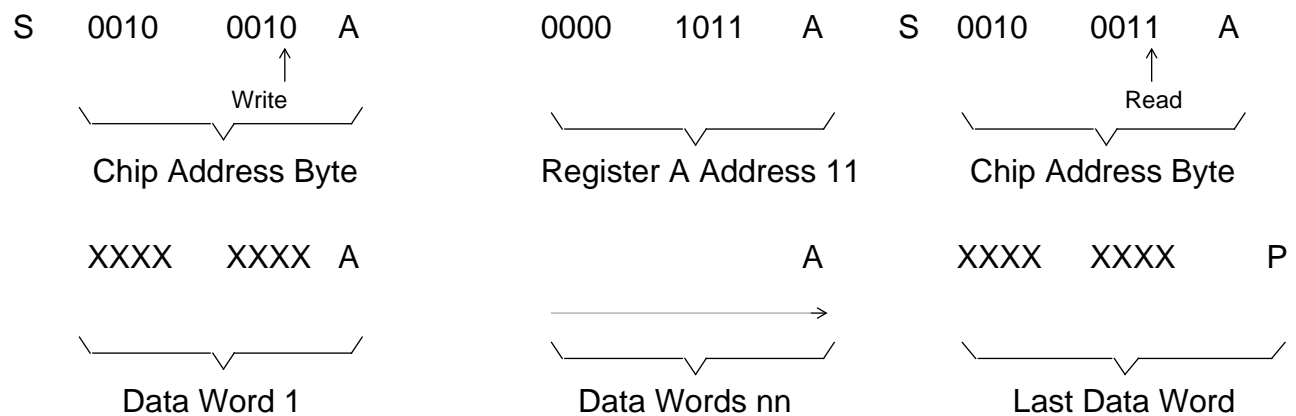 S 0010 0010 A 0000 1011 A S 0010 0011 A
Write Read
Chip Address Byte Register A Address 11 Chip Address Byte
XXXX XXXX A A XXXX XXXX P
Data Word 1 Data Words nn Last Data Word